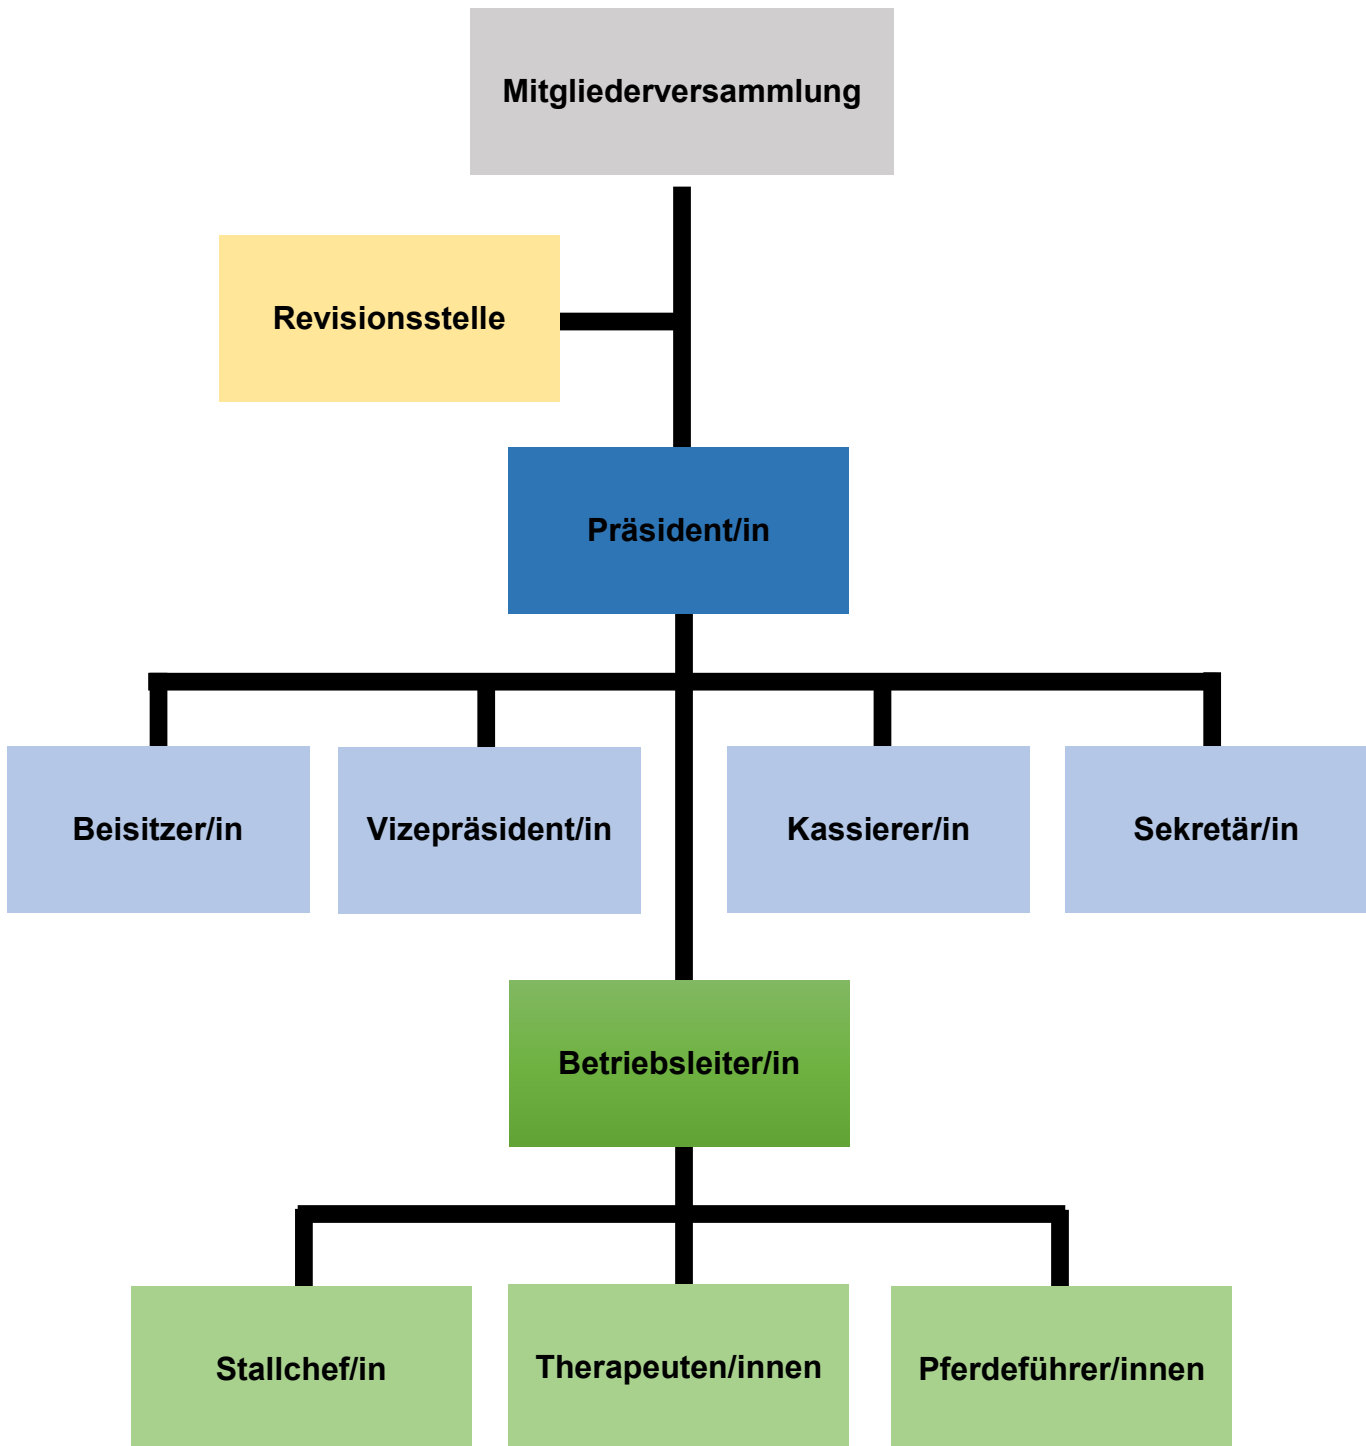 Mitgliederversammlung
Revisionsstelle
Präsident/in
Beisitzer/in
Vizepräsident/in
Kassierer/in
Sekretär/in
Betriebsleiter/in
Stallchef/in
Therapeuten/innen
Pferdeführer/innen